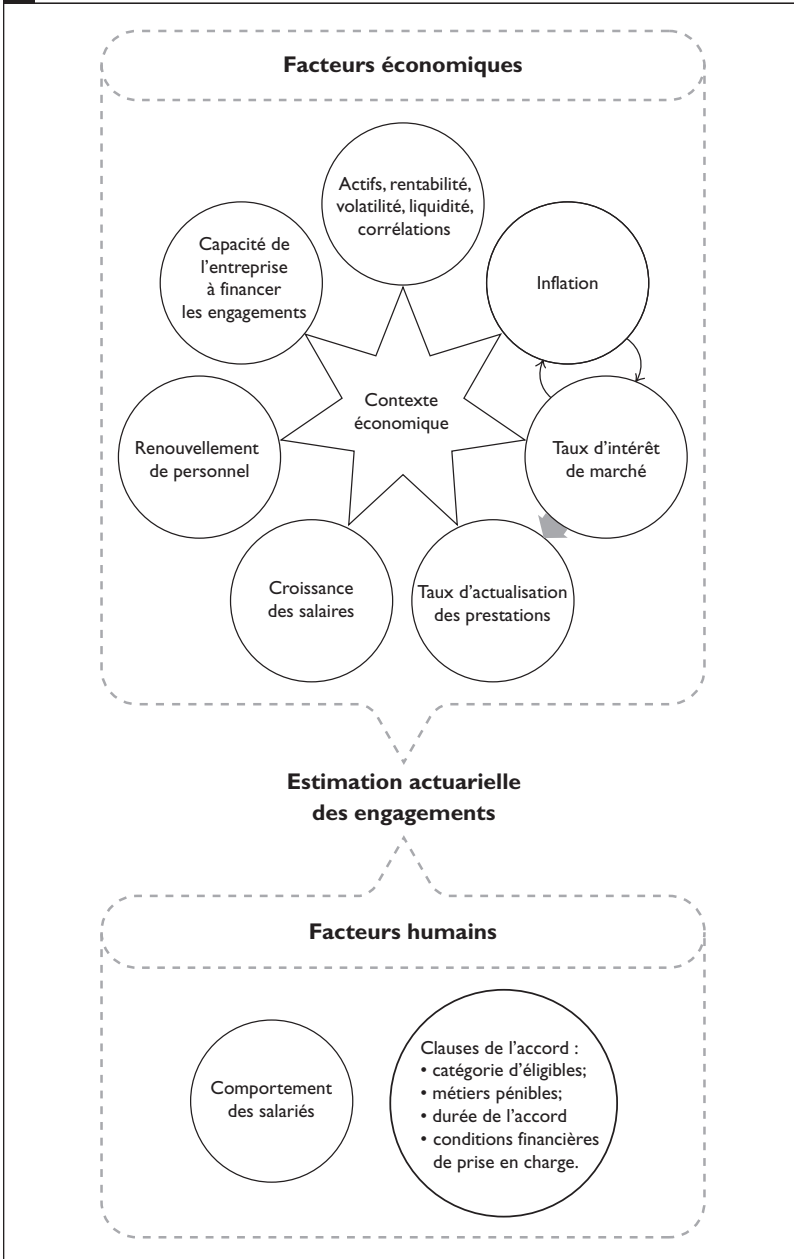 Facteurs économiques
Actifs, rentabilité,
volatilité, liquidité,
corrélations
Capacité de
l'entreprise
à financer
les engagements
Inflation
Contexte
économique
Renouvellement
de personnel
Taux d'intérêt
de marché
Croissance
des salaires
Taux d'actualisation
des prestations
Estimation actuarielle
des engagements
Facteurs humains
Comportement
des salariés
Clauses de l'accord :
• catégorie d'éligibles;
• métiers pénibles;
• durée de l'accord
• conditions financières
de prise en charge.